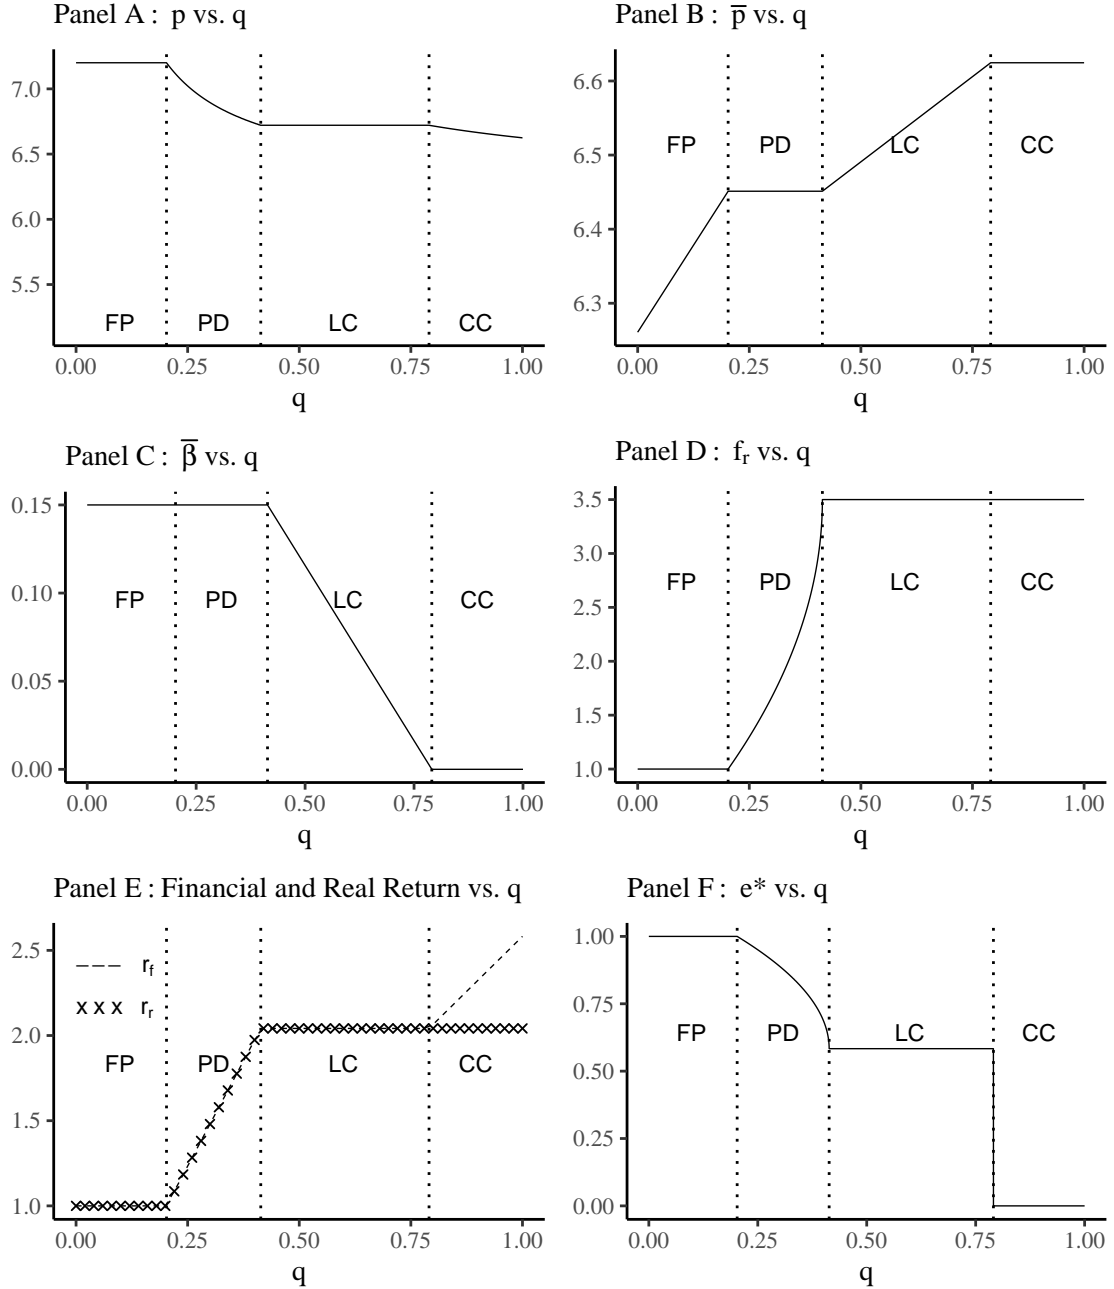 Panel A : p vs. q
7.0
6.5
6.0
5.5
FP PD LC CC
0.00 0.25 0.50 0.75 1.00
q
Panel B : p̅ vs. q
6.6
6.5
6.4
6.3
FP PD LC CC
0.00 0.25 0.50 0.75 1.00
q
Panel C : β̅ vs. q
0.15
0.10
0.05
0.00
FP PD LC CC
0.00 0.25 0.50 0.75 1.00
q
Panel D : fr vs. q
3.5
3.0
2.5
2.0
1.5
1.0
FP PD LC CC
0.00 0.25 0.50 0.75 1.00
q
Panel E : Financial and Real Return vs. q
2.5
2.0
1.5
1.0
rf
x x x rr
FP PD LC CC
0.00 0.25 0.50 0.75 1.00
q
Panel F : e* vs. q
1.00
0.75
0.50
0.25
0.00
FP PD LC CC
0.00 0.25 0.50 0.75 1.00
q